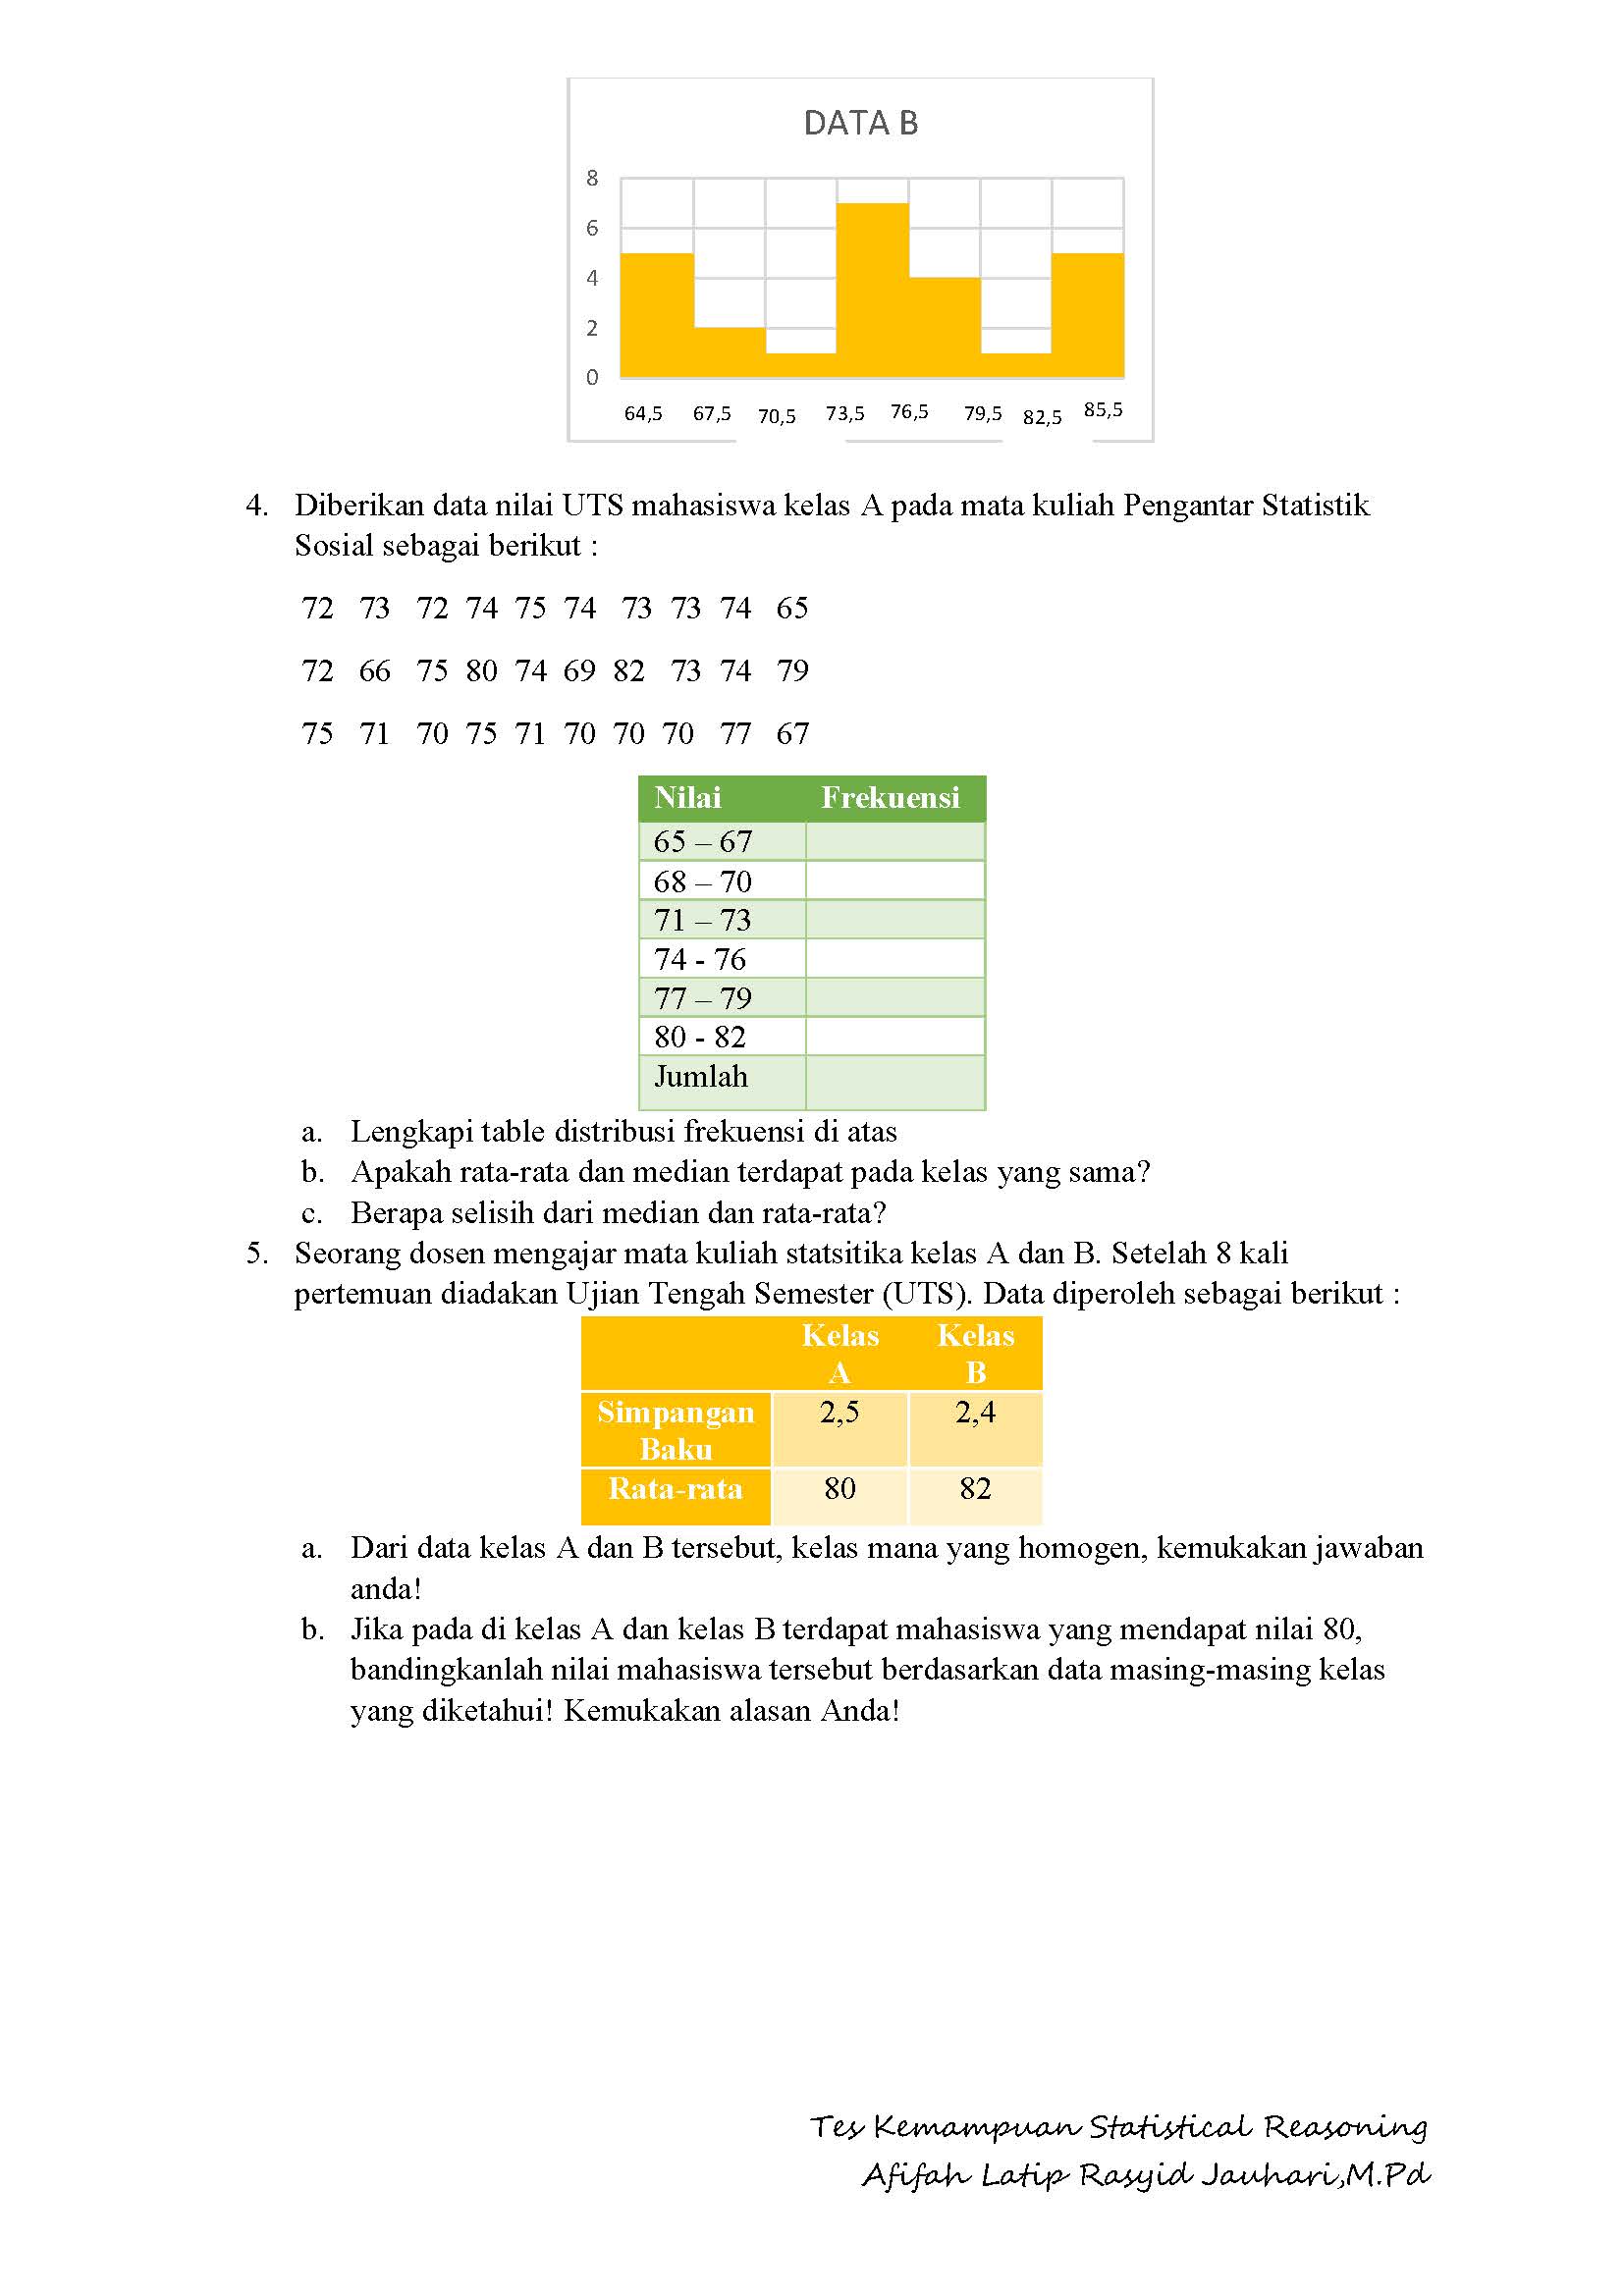 DATA B
8
6
4
2
0
64,5 67,5 70,5 73,5 76,5 79,5 82,5 85,5
4. Diberikan data nilai UTS mahasiswa kelas A pada mata kuliah Pengantar Statistik
Sosial sebagai berikut :
72 73 72 74 75 74 73 73 74 65
72 66 75 80 74 69 82 73 74 79
75 71 70 75 71 70 70 70 77 67
Nilai Frekuensi
65 – 67
68 – 70
71 – 73
74 - 76
77 – 79
80 - 82
Jumlah
a. Lengkapi table distribusi frekuensi di atas
b. Apakah rata-rata dan median terdapat pada kelas yang sama?
c. Berapa selisih dari median dan rata-rata?
5. Seorang dosen mengajar mata kuliah statsitika kelas A dan B. Setelah 8 kali
pertemuan diadakan Ujian Tengah Semester (UTS). Data diperoleh sebagai berikut :
Kelas Kelas
A B
Simpangan 2,5 2,4
Baku
Rata-rata 80 82
a. Dari data kelas A dan B tersebut, kelas mana yang homogen, kemukakan jawaban
anda!
b. Jika pada di kelas A dan kelas B terdapat mahasiswa yang mendapat nilai 80,
bandingkanlah nilai mahasiswa tersebut berdasarkan data masing-masing kelas
yang diketahui! Kemukakan alasan Anda!
Tes Kemampuan Statistical Reasoning
Afifah Latip Rasyid Jauhari,M.Pd